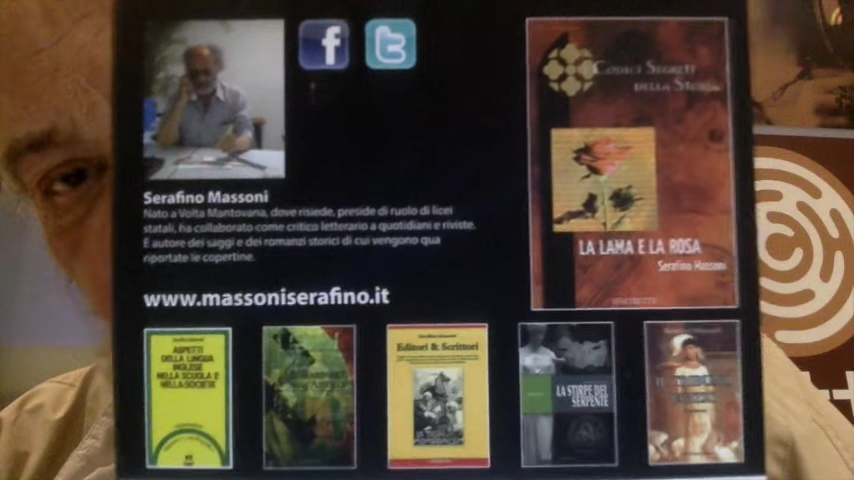 f
t
CODICI SEGRETI
DELLA STORIA
LA LAMA E LA ROSA
Serafino Massoni
Serafino Massoni
Nato a Volta Mantovana, dove risiede, preside di ruolo di licei
statali, ha collaborato come critico letterario a quotidiani e riviste.
È autore dei saggi e dei romanzi storici di cui vengono qua
riportate le copertine.
www.massoniserafino.it
ASPETTI
DELLA LINGUA
INGLESE
NELLA SCUOLA E
NELLA SOCIETA'
Editori & Scrittori
LA STIRPE DEL
SERPENTE